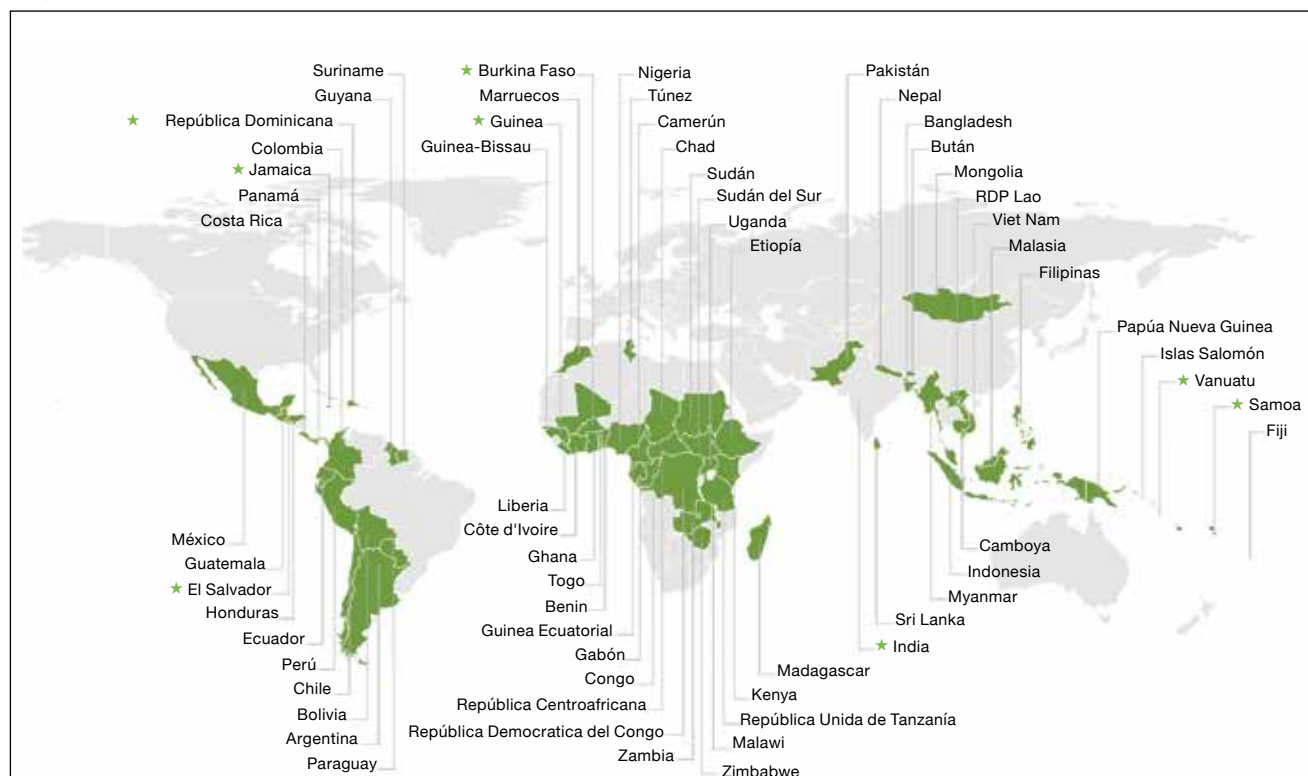 Suriname
Guyana
★ República Dominicana
Colombia
★ Jamaica
Panamá
Costa Rica
★ Burkina Faso
Marruecos
★ Guinea
Guinea-Bissau
Nigeria
Túnez
Camerún
Chad
Sudán
Sudán del Sur
Uganda
Etiopía
Pakistán
Nepal
Bangladesh
Bután
Mongolia
RDP Lao
Viet Nam
Malasia
Filipinas
Papúa Nueva Guinea
Islas Salomón
★ Vanuatu
★ Samoa
Fiji
México
Guatemala
★ El Salvador
Honduras
Ecuador
Perú
Chile
Bolivia
Argentina
Paraguay
Liberia
Côte d'Ivoire
Ghana
Togo
Benin
Guinea Ecuatorial
Gabón
Congo
República Centroafricana
República Democratica del Congo
Zambia
Zimbabwe
Malawi
República Unida de Tanzanía
Kenya
Madagascar
★ India
Sri Lanka
Myanmar
Indonesia
Camboya